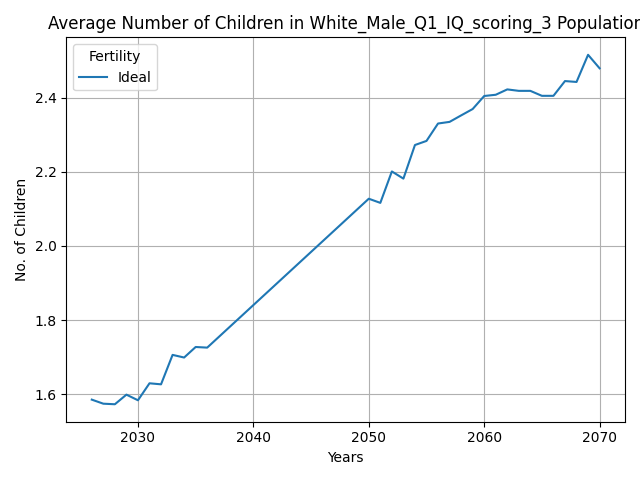 Average Number of Children in White_Male_Q1_IQ_scoring_3 Population
Fertility
Ideal
No. of Children
2.4
2.2
2.0
1.8
1.6
2030 2040 2050 2060 2070
Years